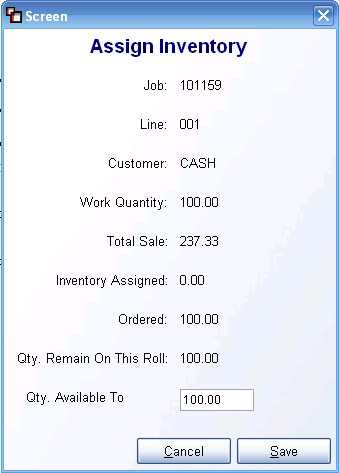 Screen
Assign Inventory
Job: 101159
Line: 001
Customer: CASH
Work Quantity: 100.00
Total Sale: 237.33
Inventory Assigned: 0.00
Ordered: 100.00
Qty. Remain On This Roll: 100.00
Qty. Available To 100.00
Cancel Save